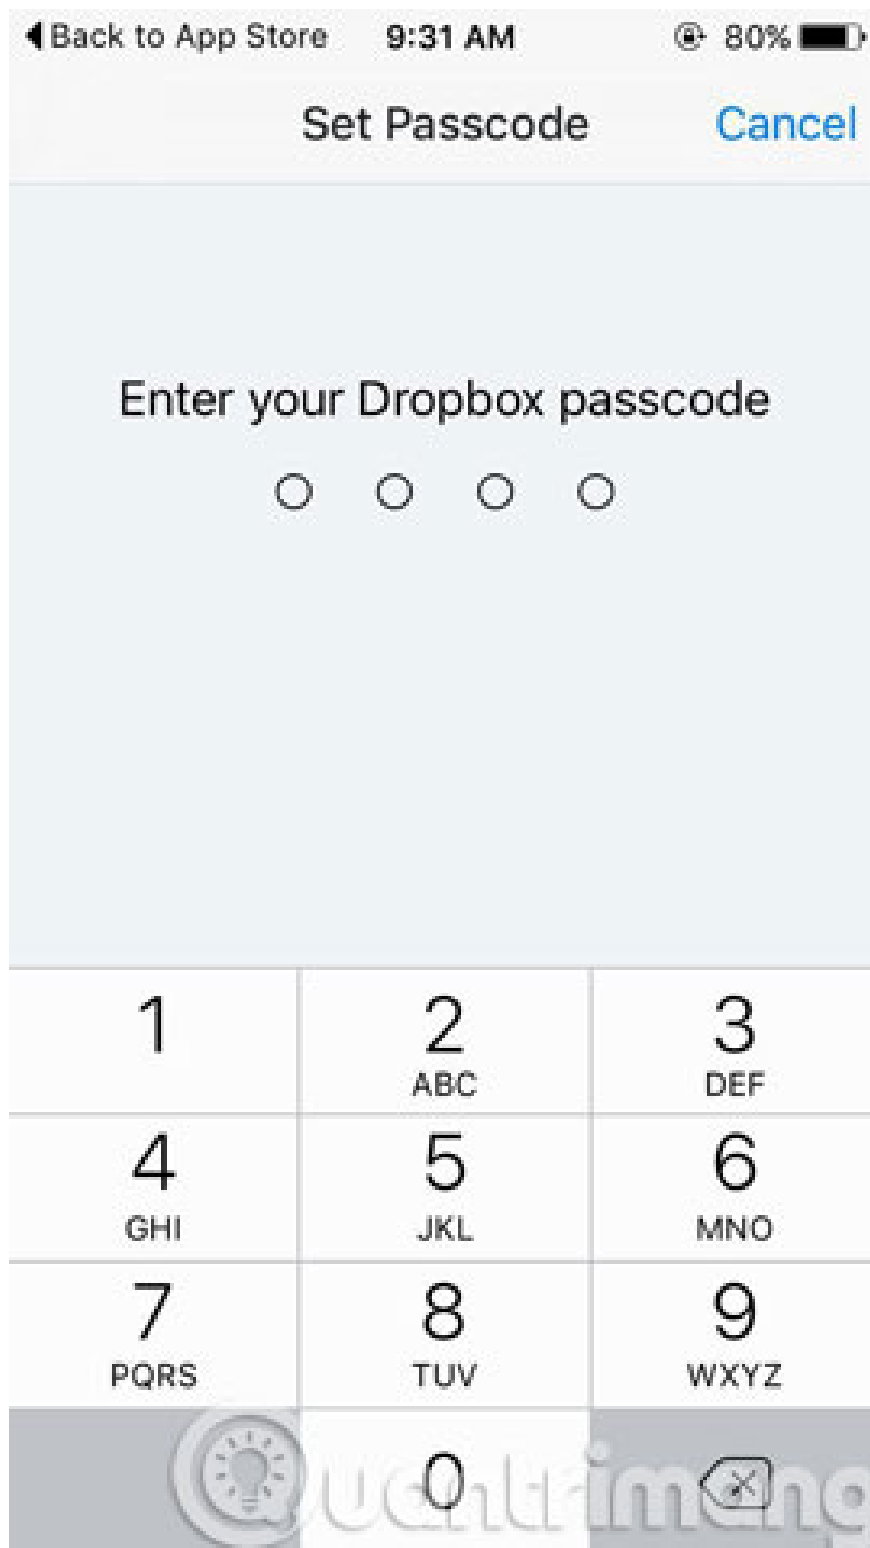 Back to App Store 9:31 AM 80%
Set Passcode Cancel
Enter your Dropbox passcode
1 2 3
ABC DEF
4 5 6
GHI JKL MNO
7 8 9
PQRS TUV WXYZ
0
Quantrimang